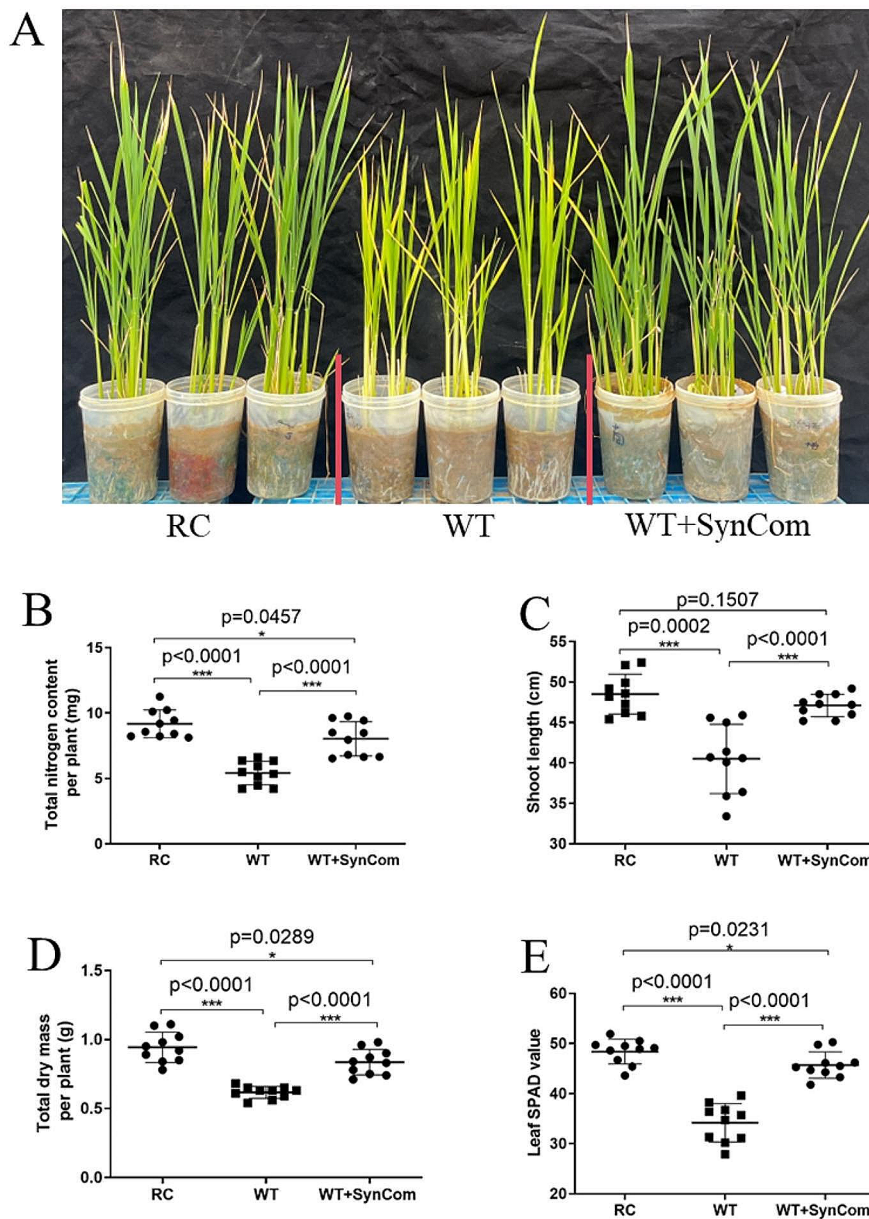 A
RC WT WT+SynCom
B
p=0.0457
*
p<0.0001 p<0.0001
*** ***
Total nitrogen content
per plant (mg)
15
10
5
0
RC WT WT+SynCom
C
p=0.1507
p=0.0002 p<0.0001
*** ***
Shoot length (cm)
55
50
45
40
35
30
RC WT WT+SynCom
D
p=0.0289
*
p<0.0001 p<0.0001
*** ***
Total dry mass
per plant (g)
1.5
1.0
0.5
0.0
RC WT WT+SynCom
E
p=0.0231
*
p<0.0001 p<0.0001
*** ***
Leaf SPAD value
60
50
40
30
20
RC WT WT+SynCom